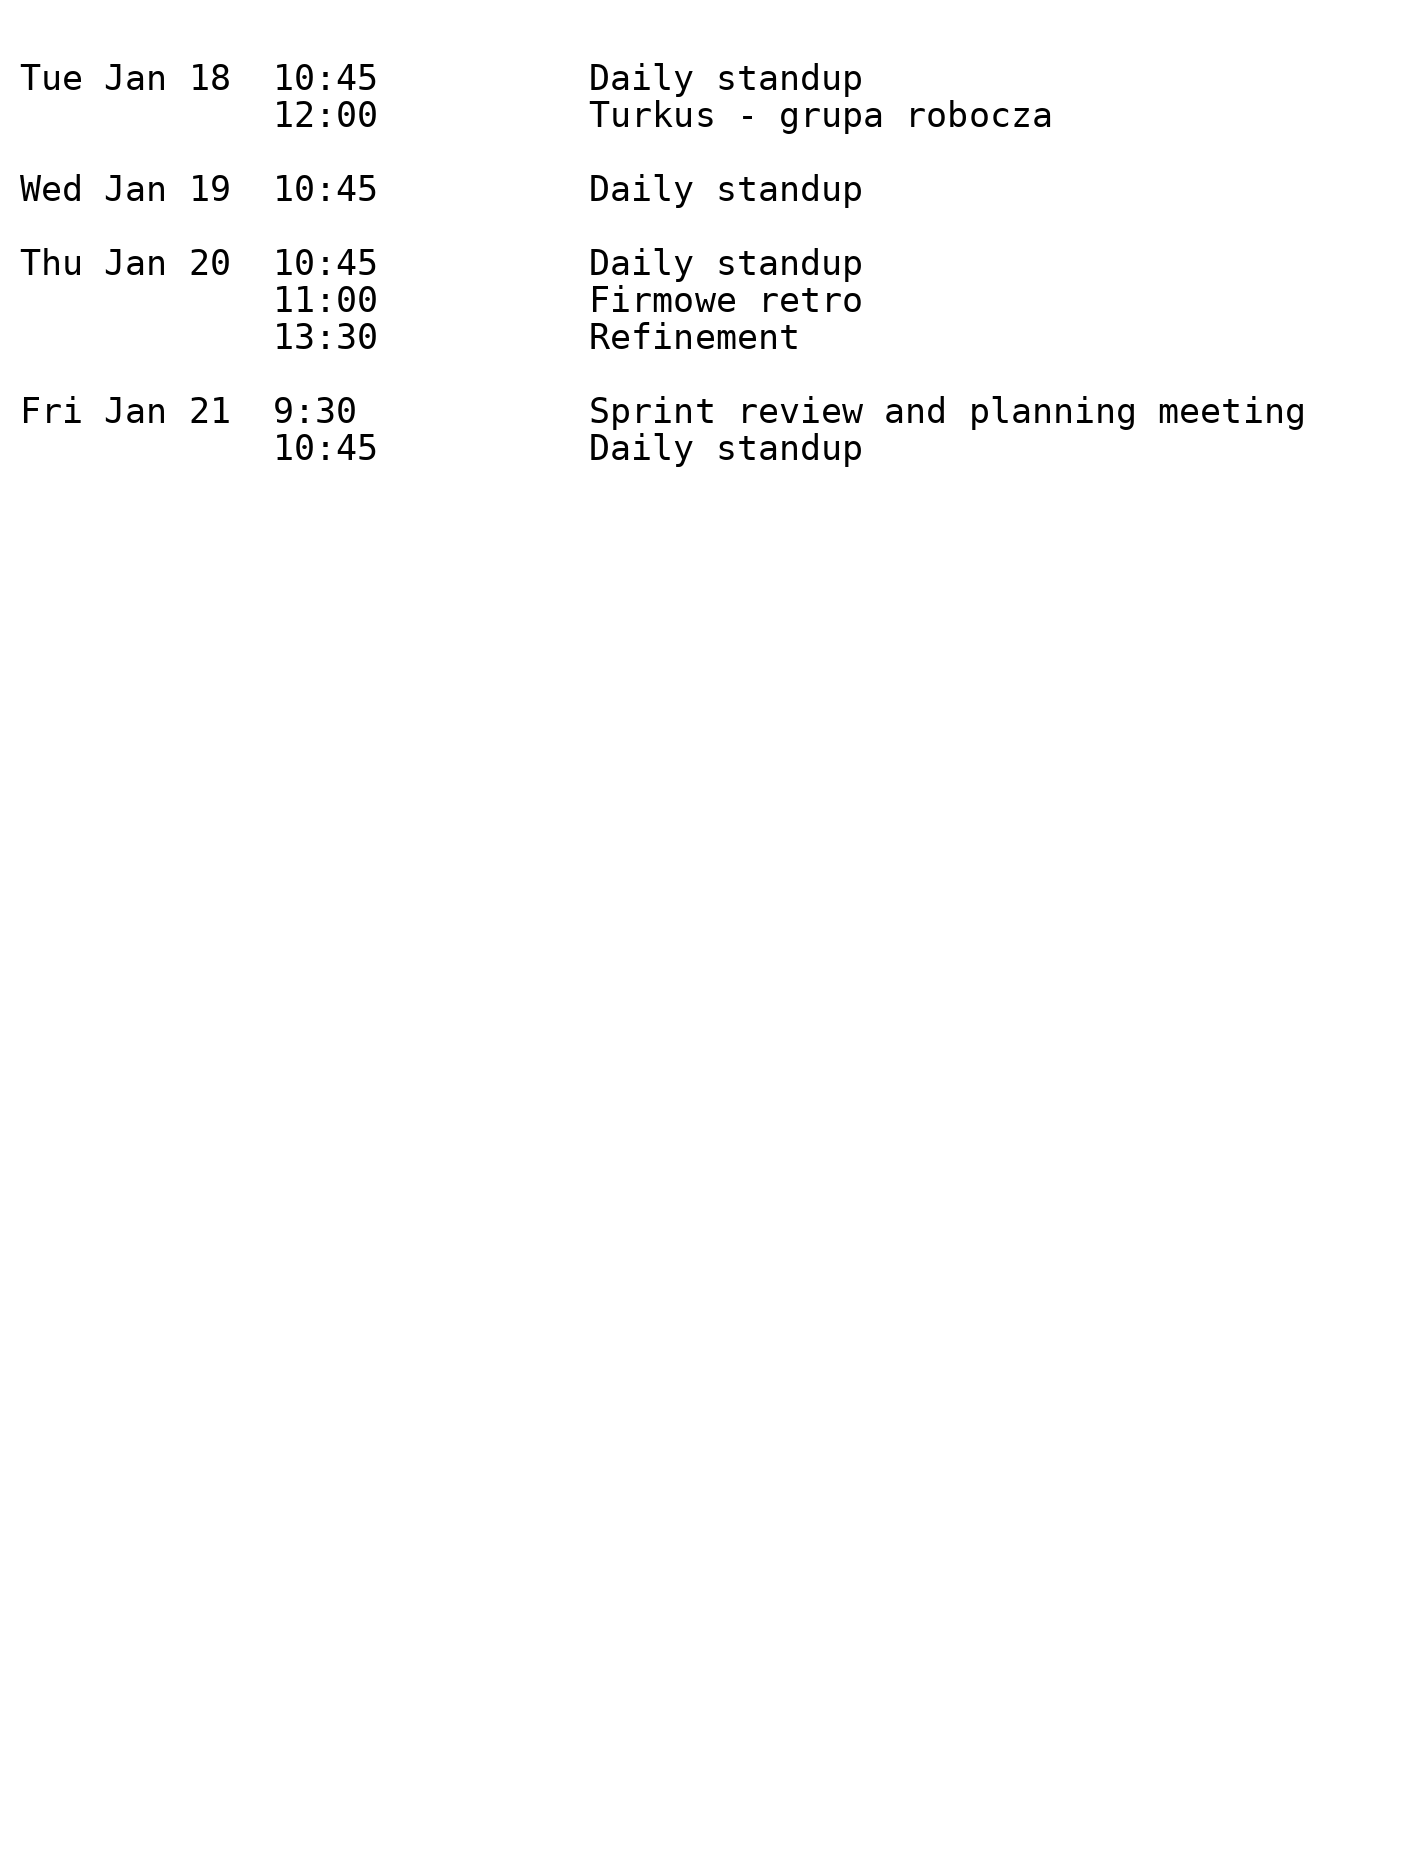 Tue Jan 18  10:45          Daily standup
            12:00          Turkus - grupa robocza
Wed Jan 19  10:45          Daily standup
Thu Jan 20  10:45          Daily standup
            11:00          Firmowe retro
            13:30          Refinement
Fri Jan 21  9:30           Sprint review and planning meeting
            10:45          Daily standup